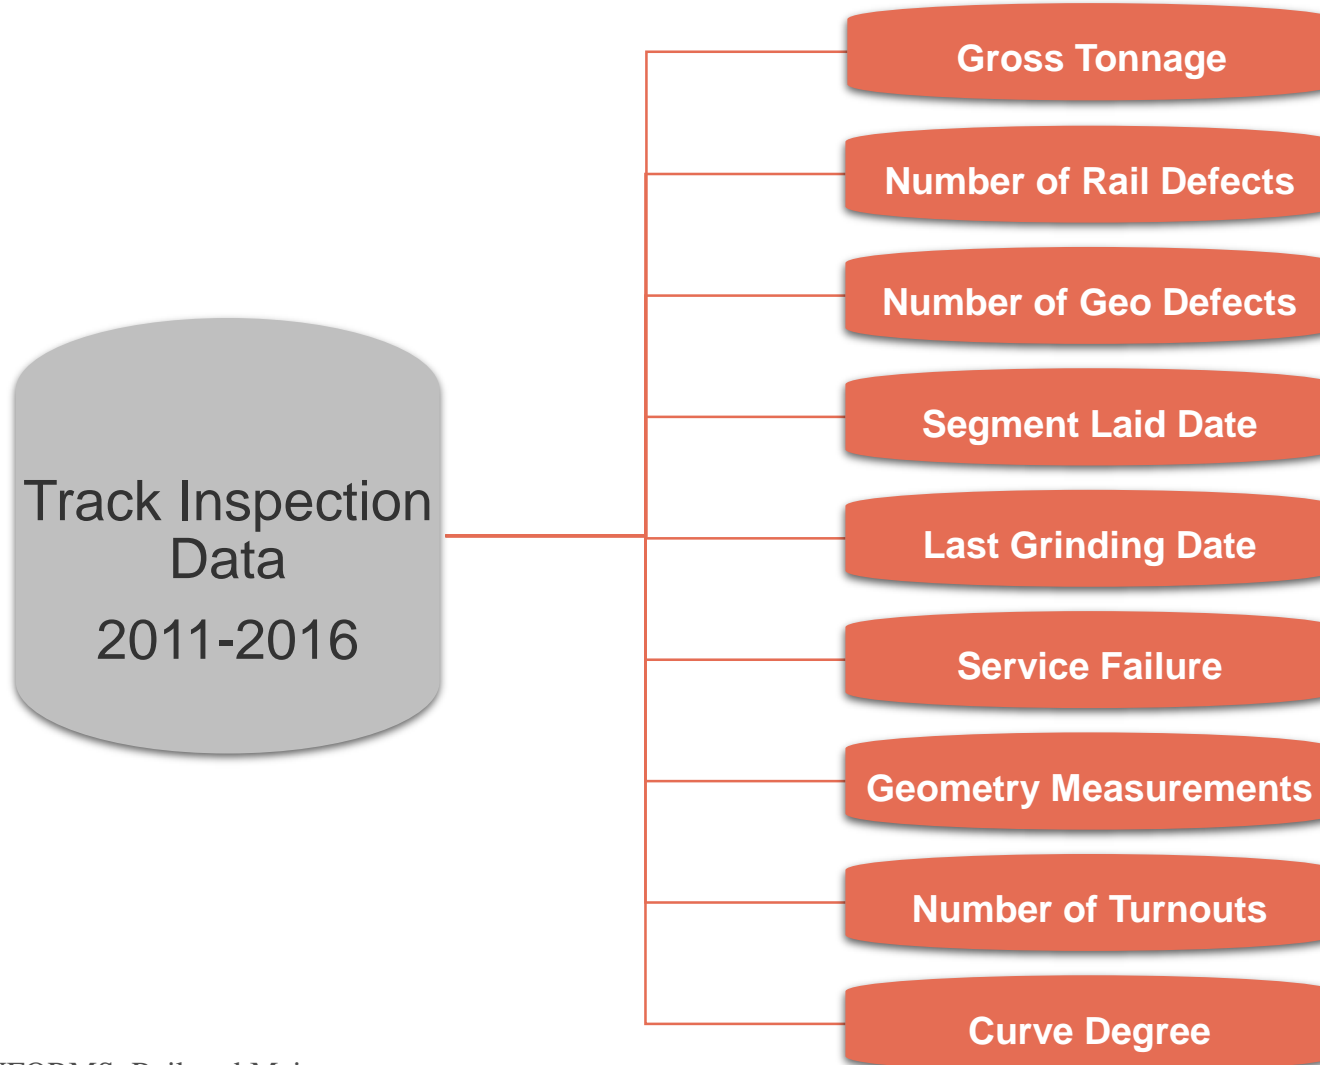 Gross Tonnage
Number of Rail Defects
Number of Geo Defects
Segment Laid Date
Track Inspection
Data
2011-2016
Last Grinding Date
Service Failure
Geometry Measurements
Number of Turnouts
Curve Degree